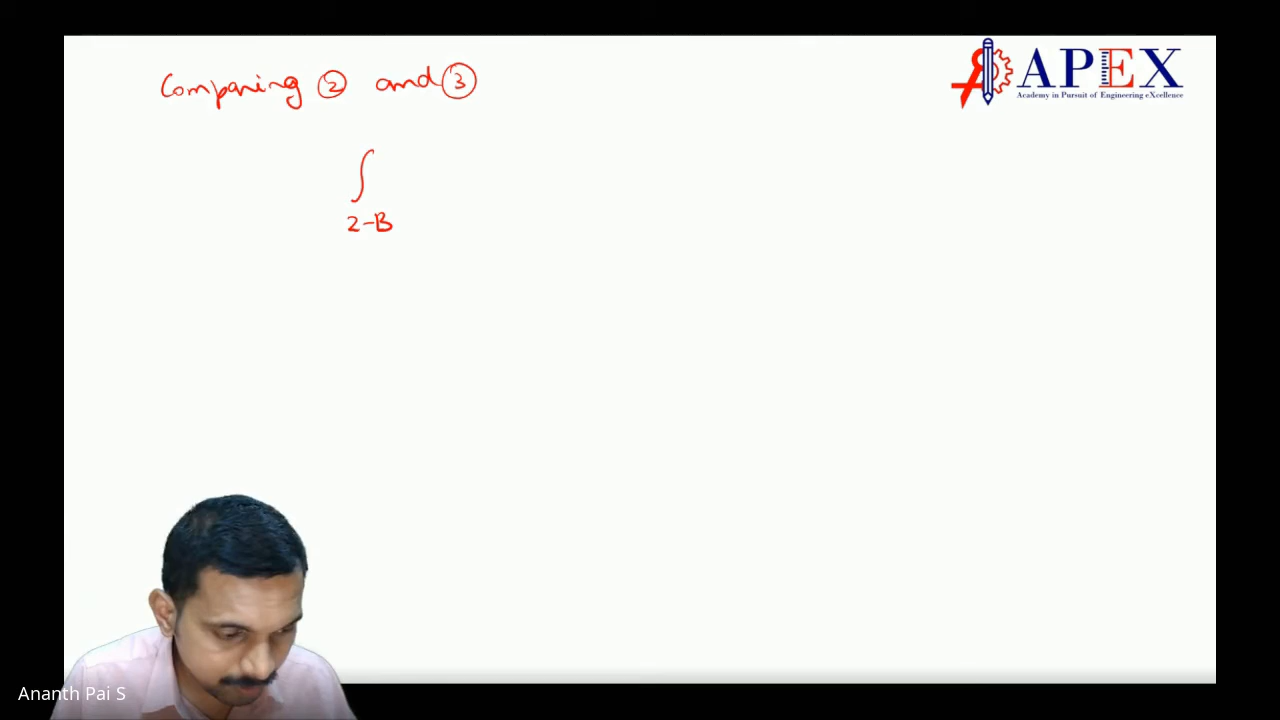 Comparing ② and ③
APEX
Academy in Pursuit of Engineering eXcellence
∫
2-B
Ananth Pai S